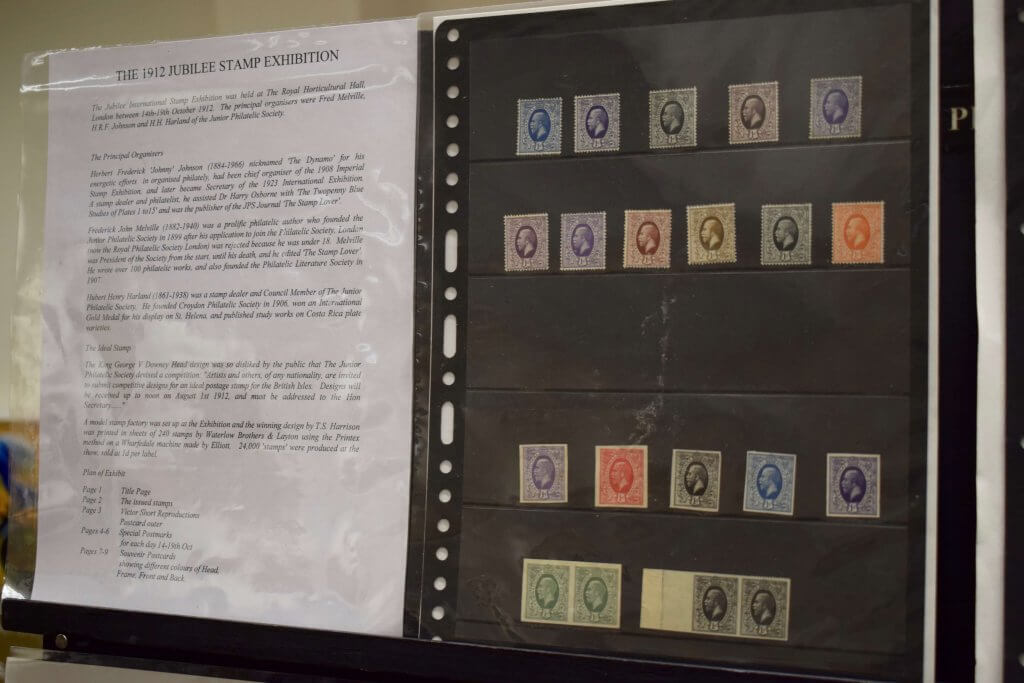 THE 1912 JUBILEE STAMP EXHIBITION
The Jubilee International Stamp Exhibition was held at The Royal Horticultural Hall,
London between 14th-19th October 1912. The principal organisers were Fred Melville,
H.R.F. Johnson and H.H. Harland of the Junior Philatelic Society.
The Principal Organisers
Herbert Frederick 'Johnny' Johnson (1884-1966) nicknamed 'The Dynamo' for his
energetic efforts in organised philately, had been chief organiser of the 1908 Imperial
Stamp Exhibition, and later became Secretary of the 1923 International Exhibition.
A stamp dealer and philatelist, he assisted Dr Harry Osborne with 'The Twopenny Blue
Studies of Plates 1 to15' and was the publisher of the JPS Journal 'The Stamp Lover'.
Frederick John Melville (1882-1940) was a prolific philatelic author who founded the
Junior Philatelic Society in 1899 after his application to join the Philatelic Society, London
(now the Royal Philatelic Society London) was rejected because he was under 18. Melville
was President of the Society from the start, until his death, and he edited 'The Stamp Lover'.
He wrote over 100 philatelic works, and also founded the Philatelic Literature Society in
1907.
Hubert Henry Harland (1861-1938) was a stamp dealer and Council Member of The Junior
Philatelic Society. He founded Croydon Philatelic Society in 1906, won an International
Gold Medal for his display on St. Helena, and published study works on Costa Rica plate
varieties.
The Ideal Stamp
The King George V Downey Head design was so disliked by the public that The Junior
Philatelic Society devised a competition: "Artists and others, of any nationality, are invited
to submit competitive designs for an ideal postage stamp for the British Isles. Designs will
be received up to noon on August 1st 1912, and must be addressed to the Hon
Secretary....."
A model stamp factory was set up at the Exhibition and the winning design by T.S. Harrison
was printed in sheets of 240 stamps by Waterlow Brothers & Layton using the Printex
method on a Wharfedale machine made by Elliott. 24,000 'stamps' were produced at the
show, sold at 1d per label.
Plan of Exhibit
Page 1 Title Page
Page 2 The issued stamps
Page 3 Victor Short Reproductions
Postcard outer
Pages 4-6 Special Postmarks
for each day 14-19th Oct
Pages 7-9 Souvenir Postcards
showing different colours of Head,
Frame, Front and Back.